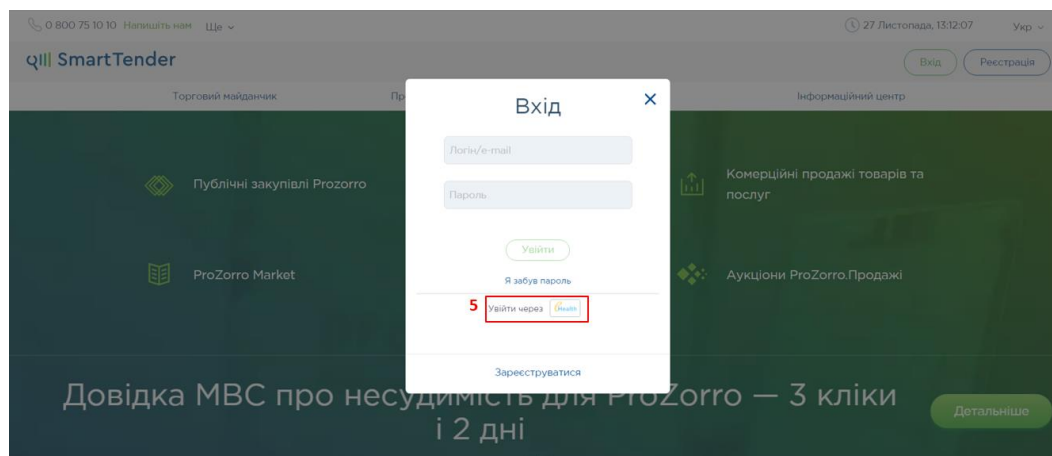 0 800 75 10 10 Напишіть нам Ще
27 Листопада, 13:12:07 Укр
SmartTender
Вхід Реєстрація
Торговий майданчик Пр Інформаційний центр
Вхід
Логін/e-mail
Пароль
Увійти
Я забув пароль
5 Увійти через Health
Зареєструватися
Публічні закупівлі Prozorro
Комерційні продажі товарів та
послуг
ProZorro Market
Аукціони ProZorro.Продажі
Довідка МВС про несудимість для ProZorro — 3 кліки
і 2 дні
Детальніше